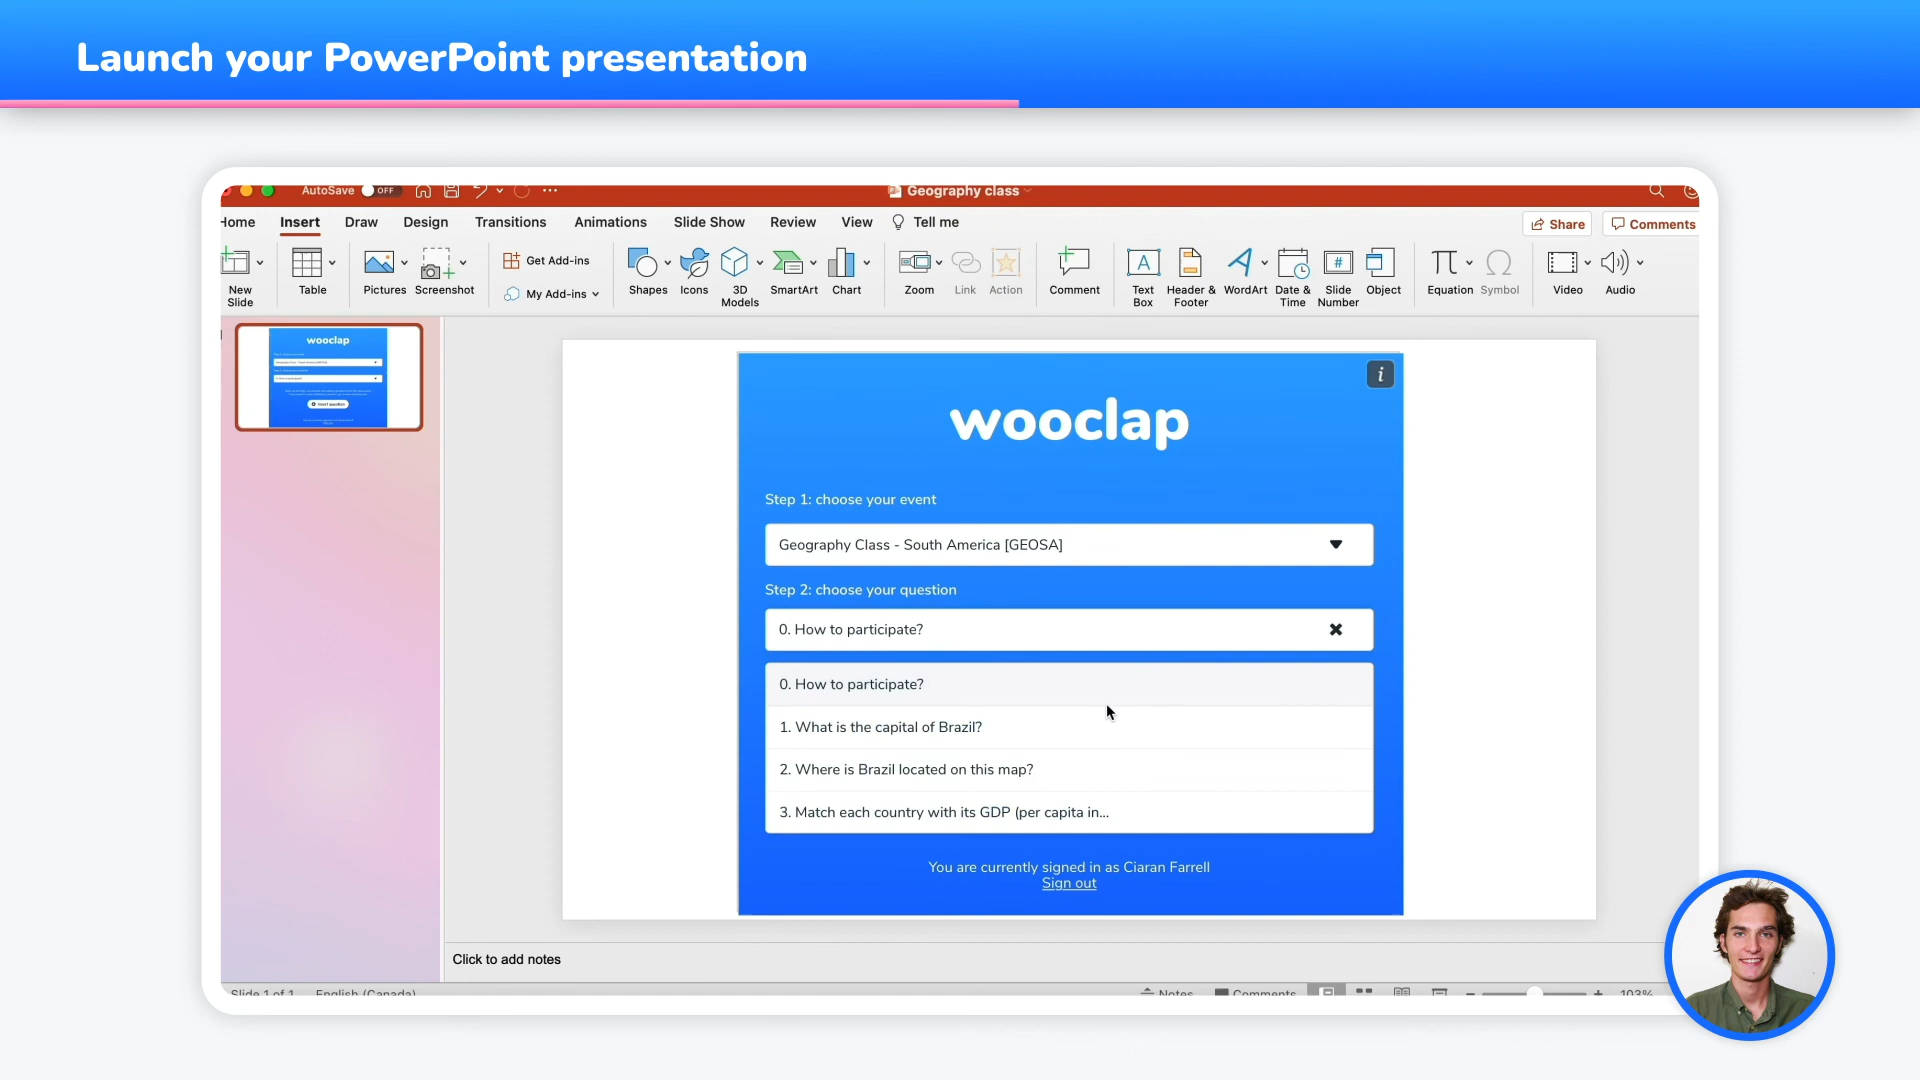 Launch your PowerPoint presentation
AutoSave OFF
Geography class
Home Insert Draw Design Transitions Animations Slide Show Review View Tell me
Share Comments
New Slide
Table
Pictures
Screenshot
Get Add-ins
My Add-ins
Shapes
Icons
3D Models
SmartArt
Chart
Zoom
Link
Action
Comment
Text Box
Header & Footer
WordArt
Date & Time
Slide Number
Object
Equation
Symbol
Video
Audio
wooclap
wooclap
i
Step 1: choose your event
Geography Class - South America [GEOSA]
Step 2: choose your question
0. How to participate?
0. How to participate?
1. What is the capital of Brazil?
2. Where is Brazil located on this map?
3. Match each country with its GDP (per capita in...
You are currently signed in as Ciaran Farrell
Sign out
Click to add notes
Slide 1 of 1 English (Canada)
Notes Comments 103%